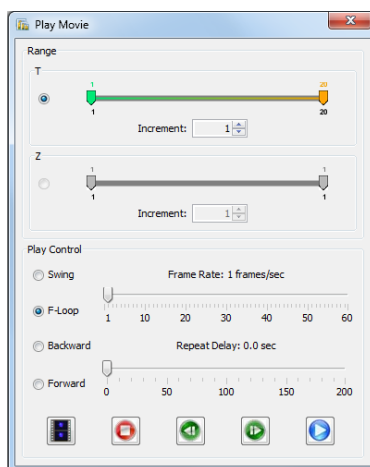 Play Movie
Range
T
1 20
1 20
Increment: 1
Z
1 1
1 1
Increment: 1
Play Control
Swing Frame Rate: 1 frames/sec
F-Loop
1 10 20 30 40 50 60
Backward Repeat Delay: 0.0 sec
Forward
0 50 100 150 200